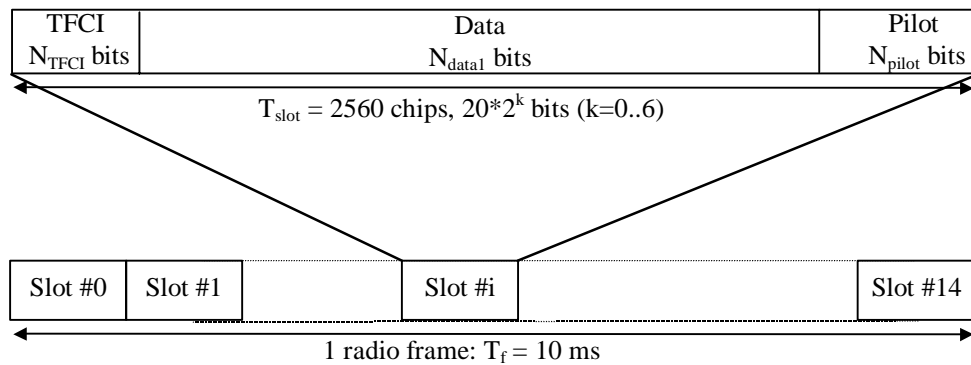 TFCI
N_TFCI bits
Data
N_data1 bits
Pilot
N_pilot bits
T_slot = 2560 chips, 20*2^k bits (k=0..6)
Slot #0
Slot #1
Slot #i
Slot #14
1 radio frame: T_f = 10 ms